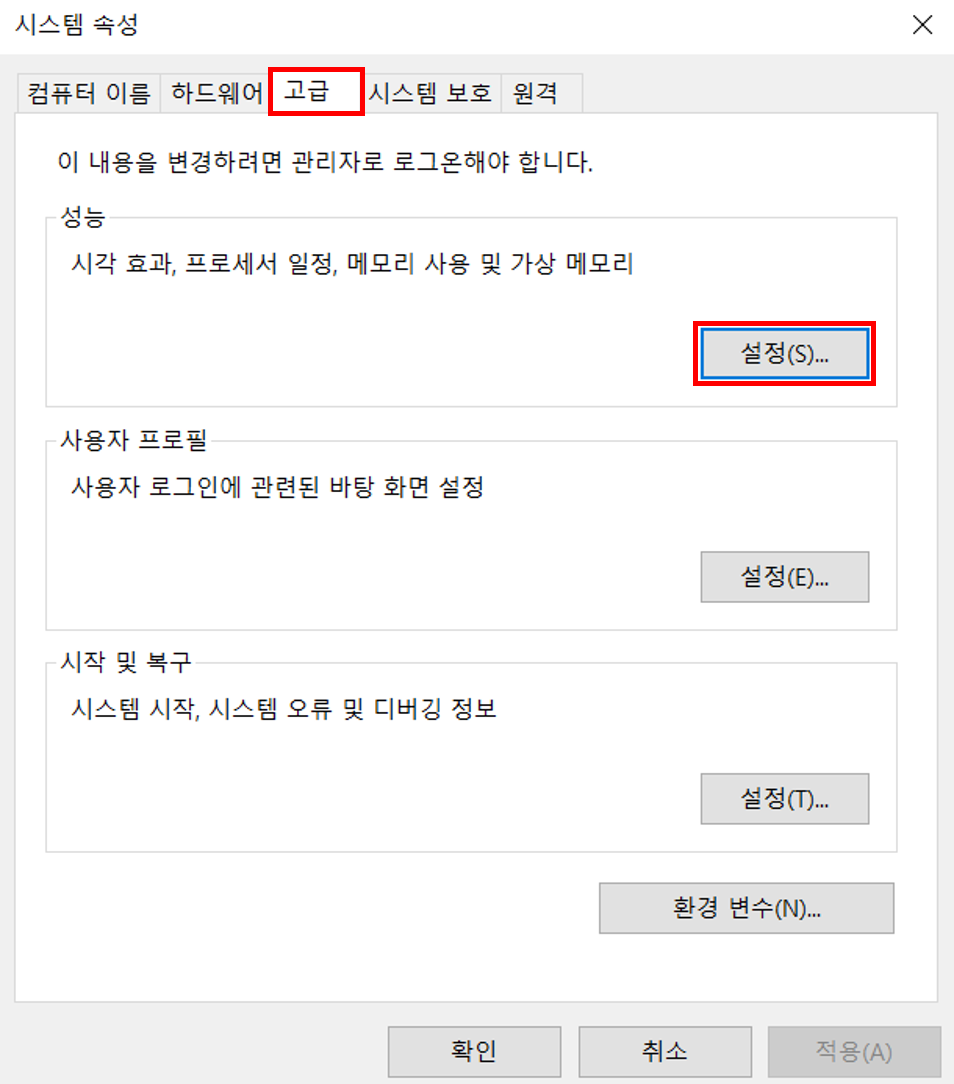 시스템 속성
컴퓨터 이름 하드웨어 고급 시스템 보호 원격
이 내용을 변경하려면 관리자로 로그온해야 합니다.
성능
시각 효과, 프로세서 일정, 메모리 사용 및 가상 메모리
설정(S)...
사용자 프로필
사용자 로그인에 관련된 바탕 화면 설정
설정(E)...
시작 및 복구
시스템 시작, 시스템 오류 및 디버깅 정보
설정(T)...
환경 변수(N)...
확인 취소 적용(A)